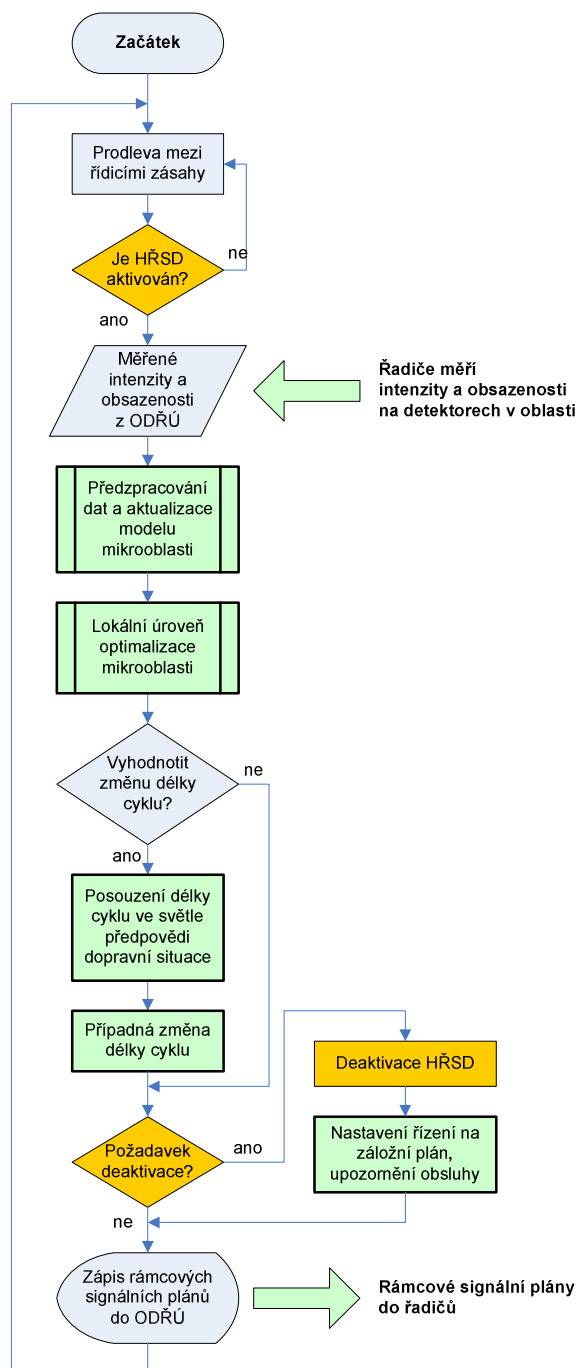 Začátek
Prodleva mezi
řídicími zásahy
ne
Je HŘSD
aktivován?
ano
Měřené
intenzity a
obsazenosti
z ODŘÚ
Řadiče měří
intenzity a obsazenosti
na detektorech v oblasti
Předzpracování
dat a aktualizace
modelu
mikrooblasti
Lokální úroveň
optimalizace
mikrooblasti
Vyhodnotit
změnu délky
cyklu?
ne
ano
Posouzení délky
cyklu ve světle
předpovědi
dopravní situace
Případná změna
délky cyklu
Deaktivace HŘSD
Požadavek
deaktivace?
ano
Nastavení řízení na
záložní plán,
upozornění obsluhy
ne
Zápis rámcových
signálních plánů
do ODŘÚ
Rámcové signální plány
do řadičů